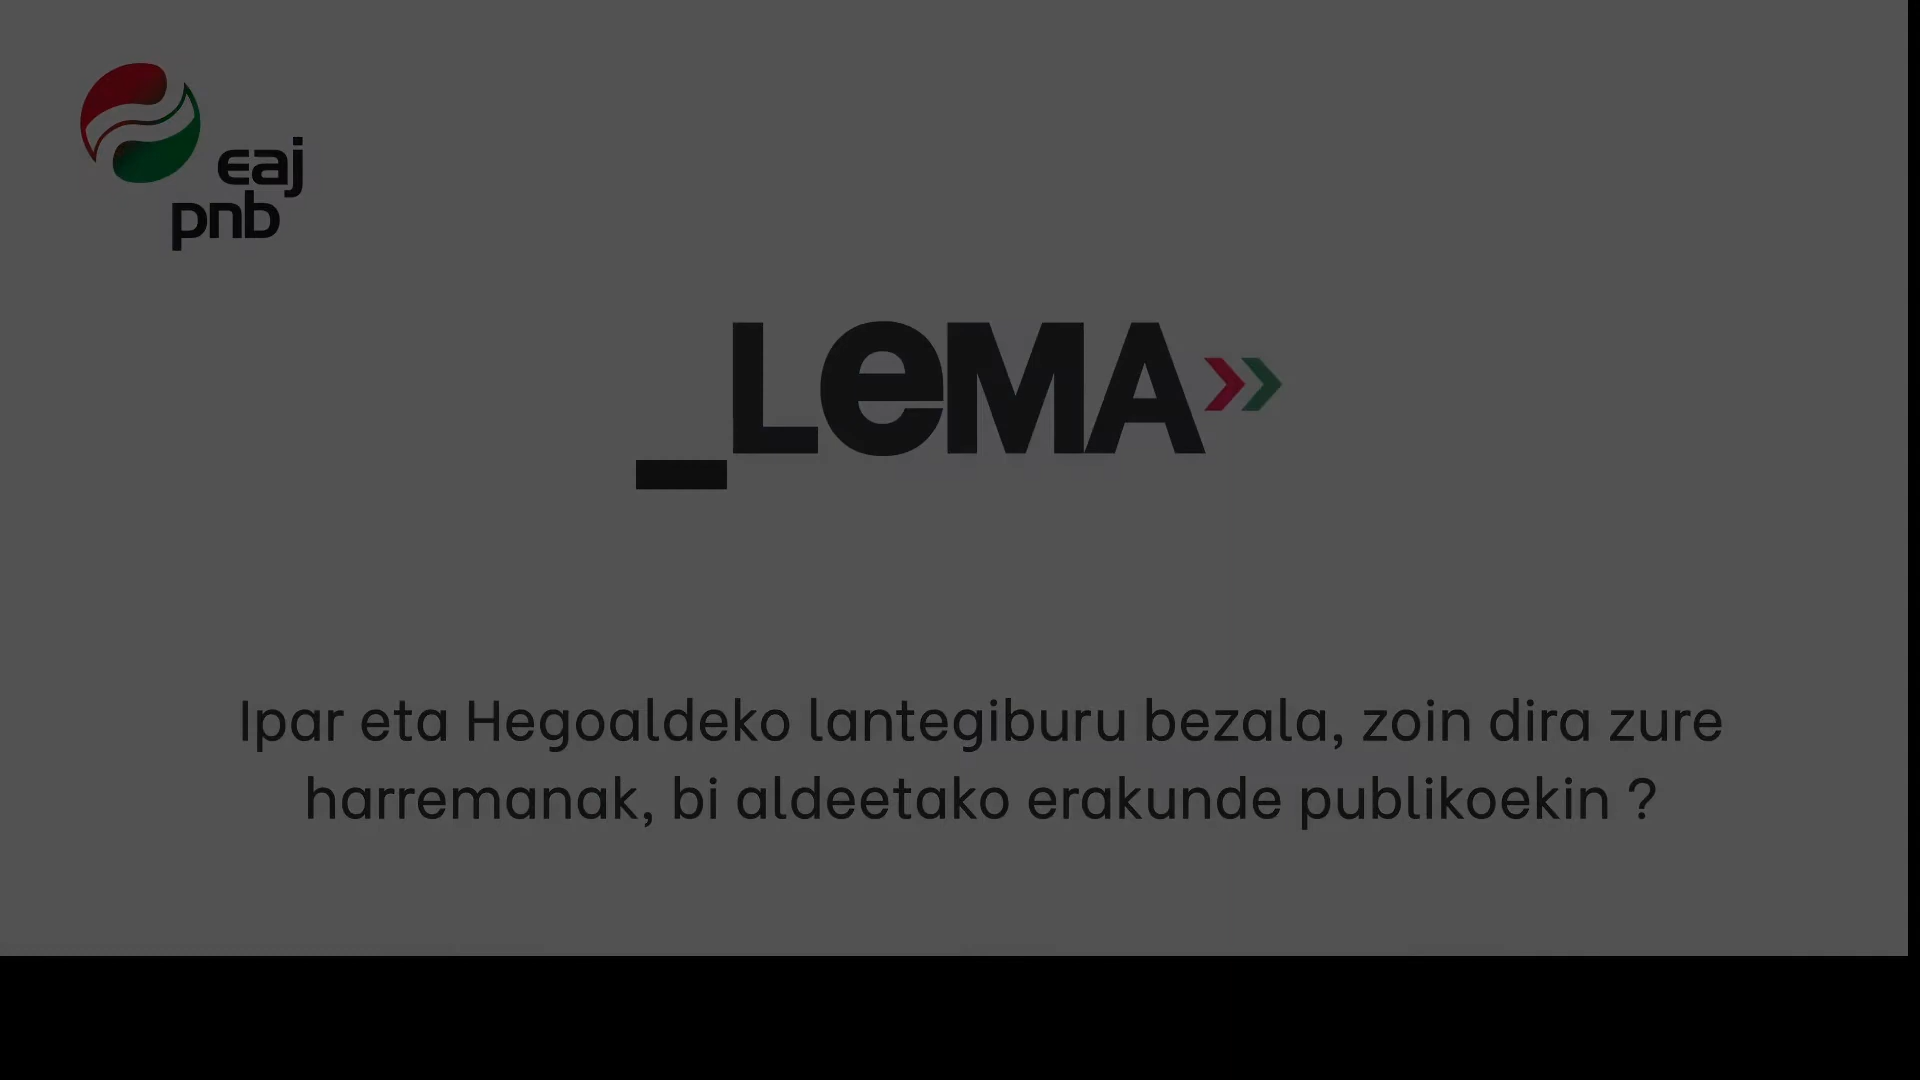 eaj
pnb
_LeMA
Ipar eta Hegoaldeko lantegiburu bezala, zoin dira zure
harremanak, bi aldeetako erakunde publikoekin ?